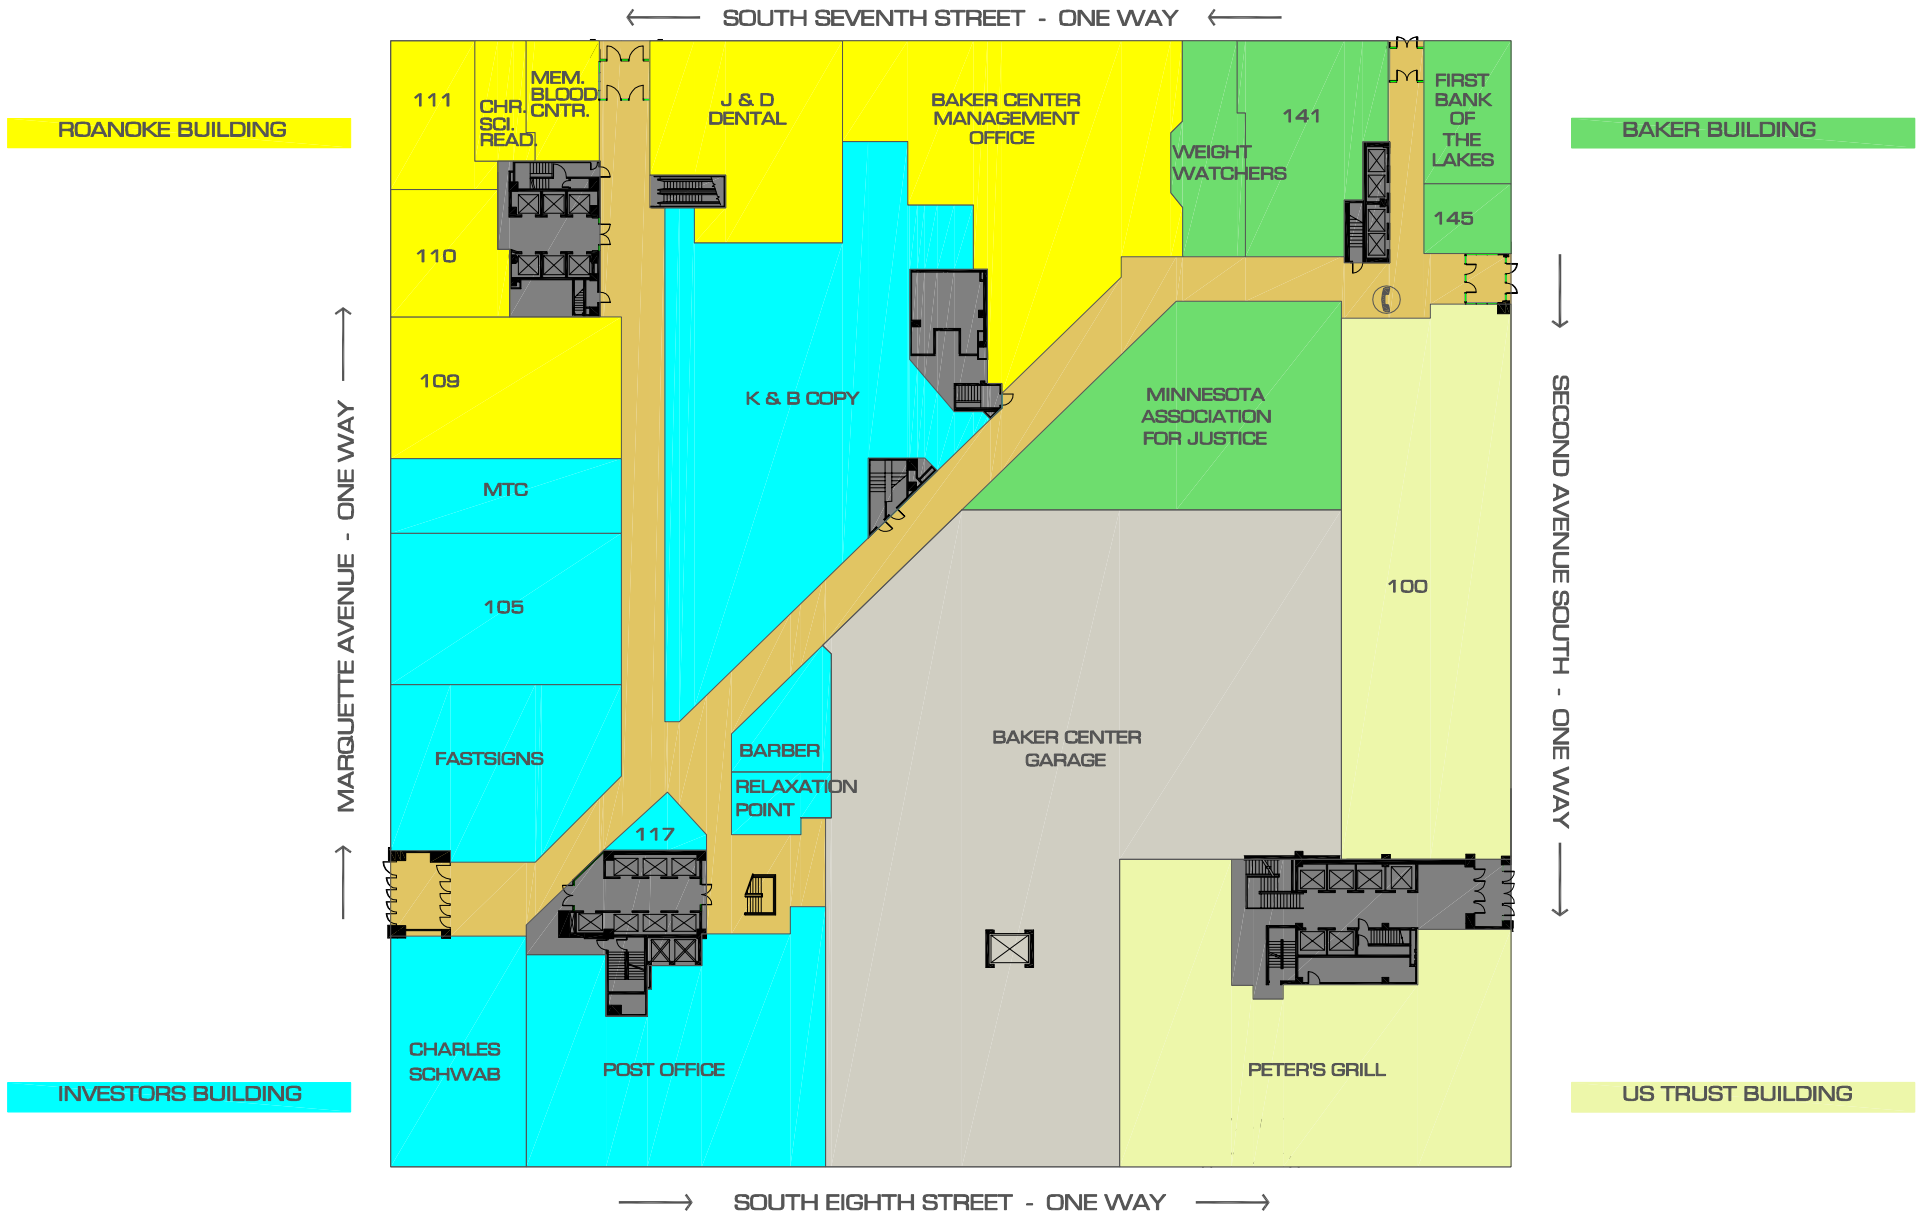 SOUTH SEVENTH STREET - ONE WAY
ROANOKE BUILDING
BAKER BUILDING
111
CHR.
SCI.
READ.
MEM.
BLOOD
CNTR.
J & D
DENTAL
BAKER CENTER
MANAGEMENT
OFFICE
WEIGHT
WATCHERS
141
FIRST
BANK
OF
THE
LAKES
145
110
109
K & B COPY
MINNESOTA
ASSOCIATION
FOR JUSTICE
MTC
105
100
MARQUETTE AVENUE - ONE WAY
SECOND AVENUE SOUTH - ONE WAY
FASTSIGNS
BARBER
RELAXATION
POINT
BAKER CENTER
GARAGE
117
CHARLES
SCHWAB
POST OFFICE
PETER'S GRILL
INVESTORS BUILDING
US TRUST BUILDING
SOUTH EIGHTH STREET - ONE WAY